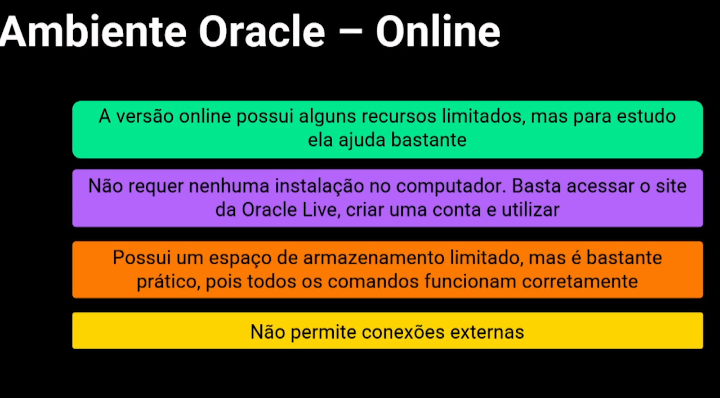 Ambiente Oracle – Online
A versão online possui alguns recursos limitados, mas para estudo
ela ajuda bastante
Não requer nenhuma instalação no computador. Basta acessar o site
da Oracle Live, criar uma conta e utilizar
Possui um espaço de armazenamento limitado, mas é bastante
prático, pois todos os comandos funcionam corretamente
Não permite conexões externas